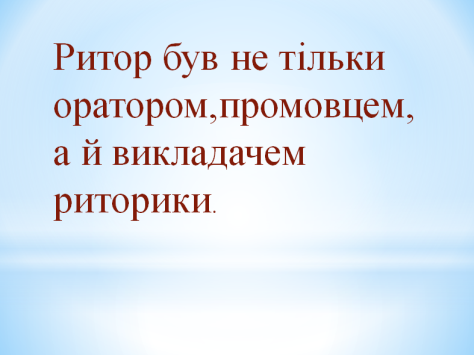 Ритор був не тільки
оратором,промовцем,
а й викладачем
риторики.